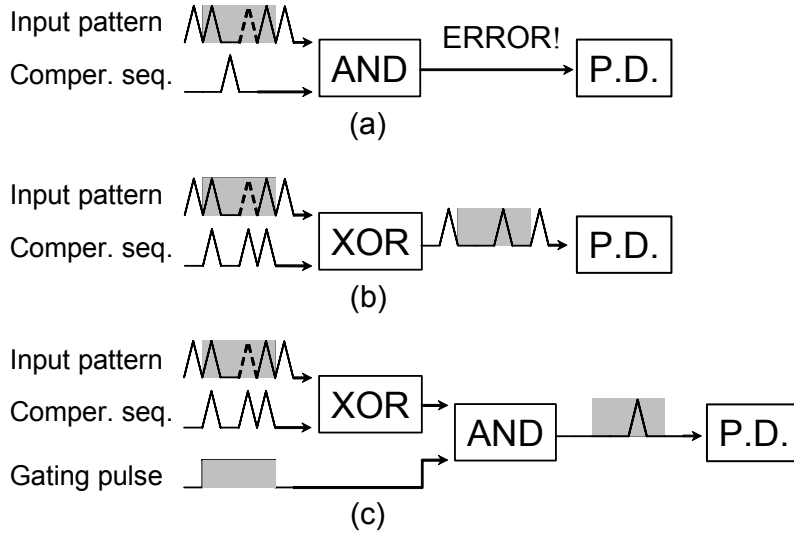 Input pattern
ERROR!
Comper. seq.
AND
P.D.
(a)
Input pattern
Comper. seq.
XOR
P.D.
(b)
Input pattern
Comper. seq.
XOR
AND
P.D.
Gating pulse
(c)